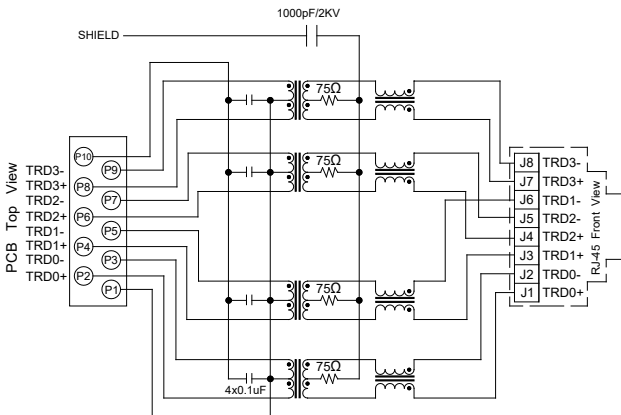 1000pF/2KV
SHIELD
75Ω
75Ω
75Ω
75Ω
4x0.1uF
PCB Top View
P10
TRD3- P9
TRD3+ P8
TRD2- P7
TRD2+ P6
TRD1- P5
TRD1+ P4
TRD0- P3
TRD0+ P2
P1
J8 TRD3-
J7 TRD3+
J6 TRD1-
J5 TRD2-
J4 TRD2+
J3 TRD1+
J2 TRD0-
J1 TRD0+
RJ-45 Front View